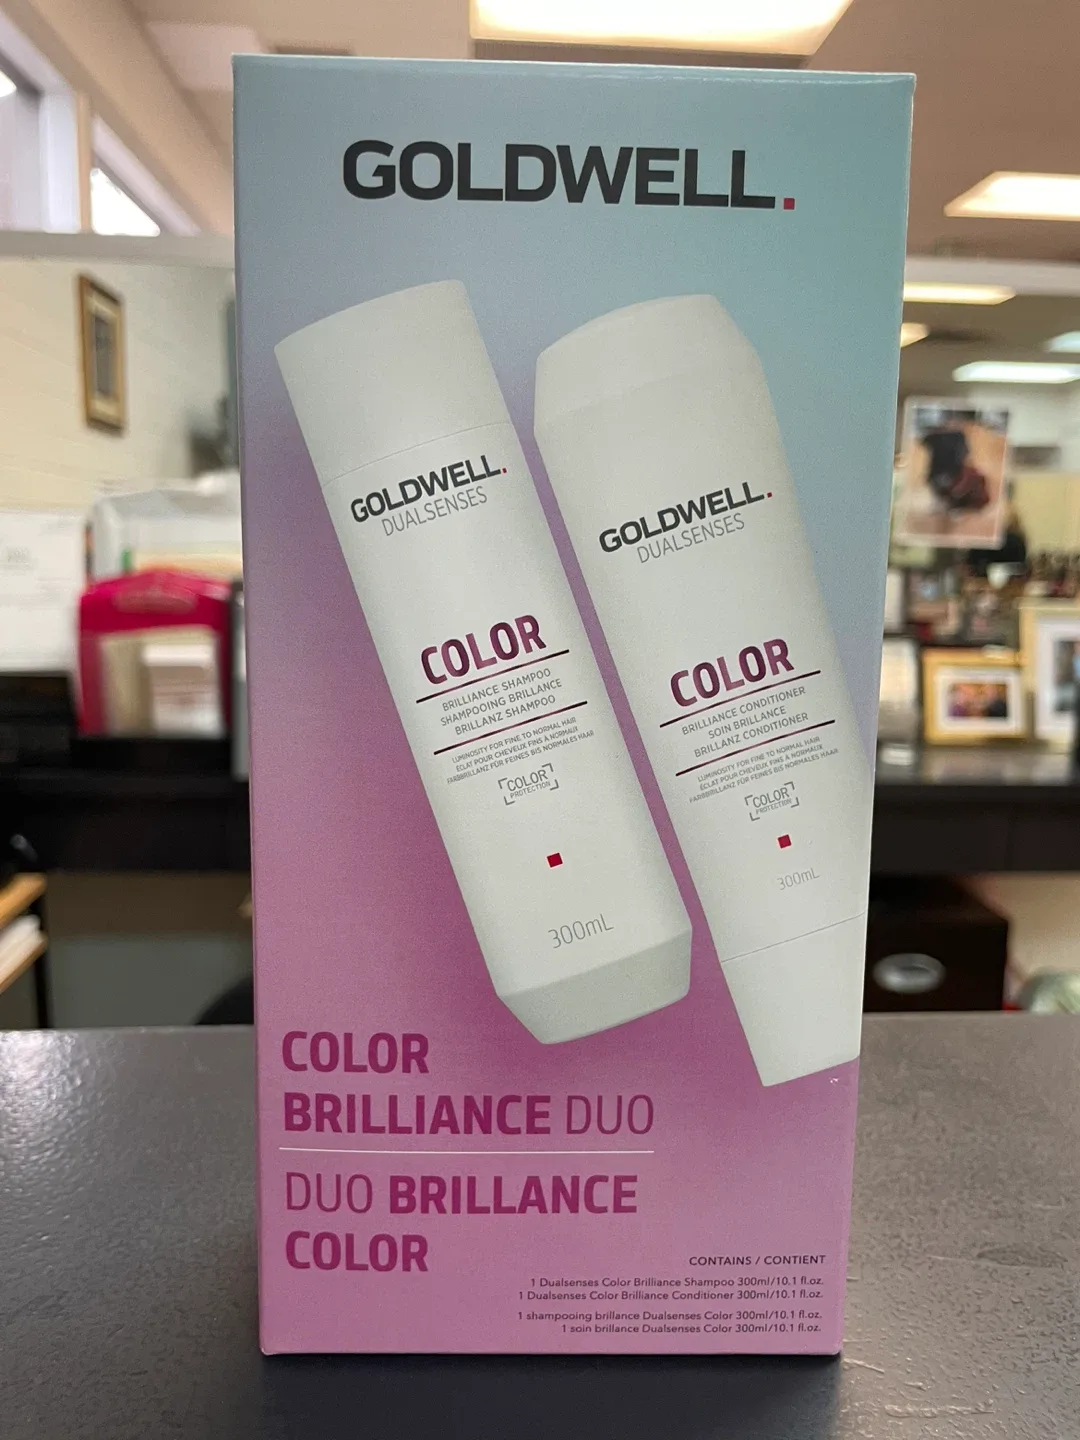 GOLDWELL.
GOLDWELL.
DUALSENSES
COLOR
BRILLIANCE SHAMPOO
SHAMPOOING BRILLANCE
BRILLANZ SHAMPOO
LUMINOSITY FOR FINE TO NORMAL HAIR
ECLAT POUR CHEVEUX FINS À NORMAUX
FARBBRILLANZ FÜR FEINES BIS NORMALES HAAR
COLOR
PROTECTION
300mL
GOLDWELL.
DUALSENSES
COLOR
BRILLIANCE CONDITIONER
SOIN BRILLANCE
BRILLANZ CONDITIONER
LUMINOSITY FOR FINE TO NORMAL HAIR
ECLAT POUR CHEVEUX FINS À NORMAUX
FARBBRILLANZ FÜR FEINES BIS NORMALES HAAR
COLOR
PROTECTION
300mL
COLOR
BRILLIANCE DUO
DUO BRILLANCE
COLOR
CONTAINS / CONTIENT
1 Dualsenses Color Brilliance Shampoo 300ml/10.1 fl.oz.
1 Dualsenses Color Brilliance Conditioner 300ml/10.1 fl.oz.
1 shampooing brillance Dualsenses Color 300ml/10.1 fl.oz.
1 soin brillance Dualsenses Color 300ml/10.1 fl.oz.